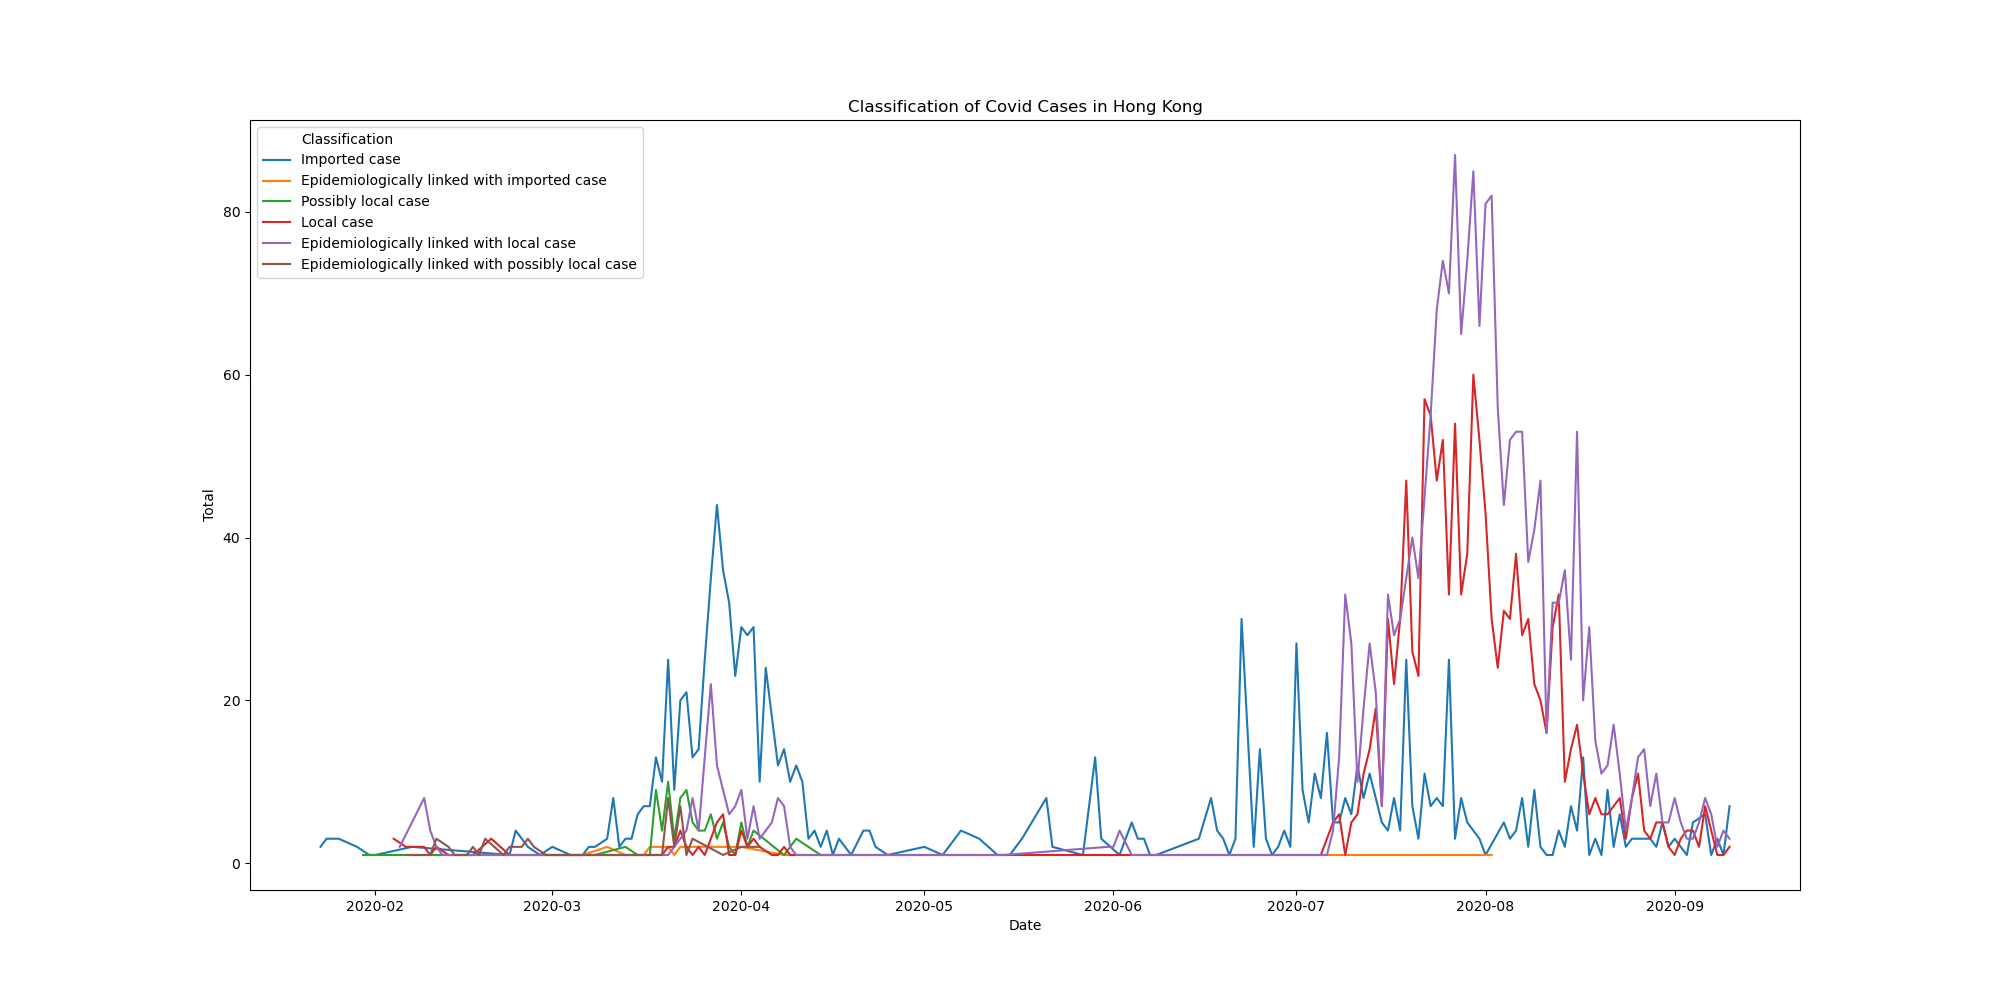 Classification of Covid Cases in Hong Kong
Classification
Imported case
Epidemiologically linked with imported case
Possibly local case
Local case
Epidemiologically linked with local case
Epidemiologically linked with possibly local case
80
60
40
20
0
Total
2020-02 2020-03 2020-04 2020-05 2020-06 2020-07 2020-08 2020-09
Date